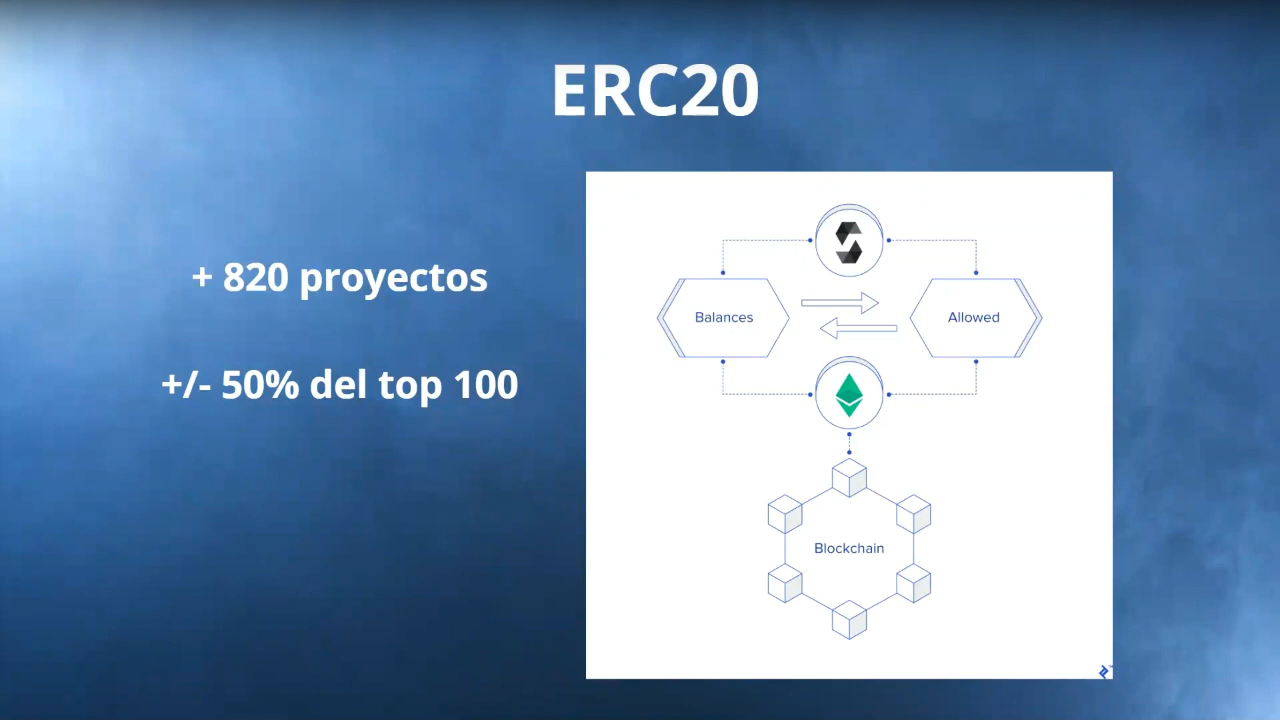 ERC20
+ 820 proyectos
+/- 50% del top 100
Balances
Allowed
Blockchain